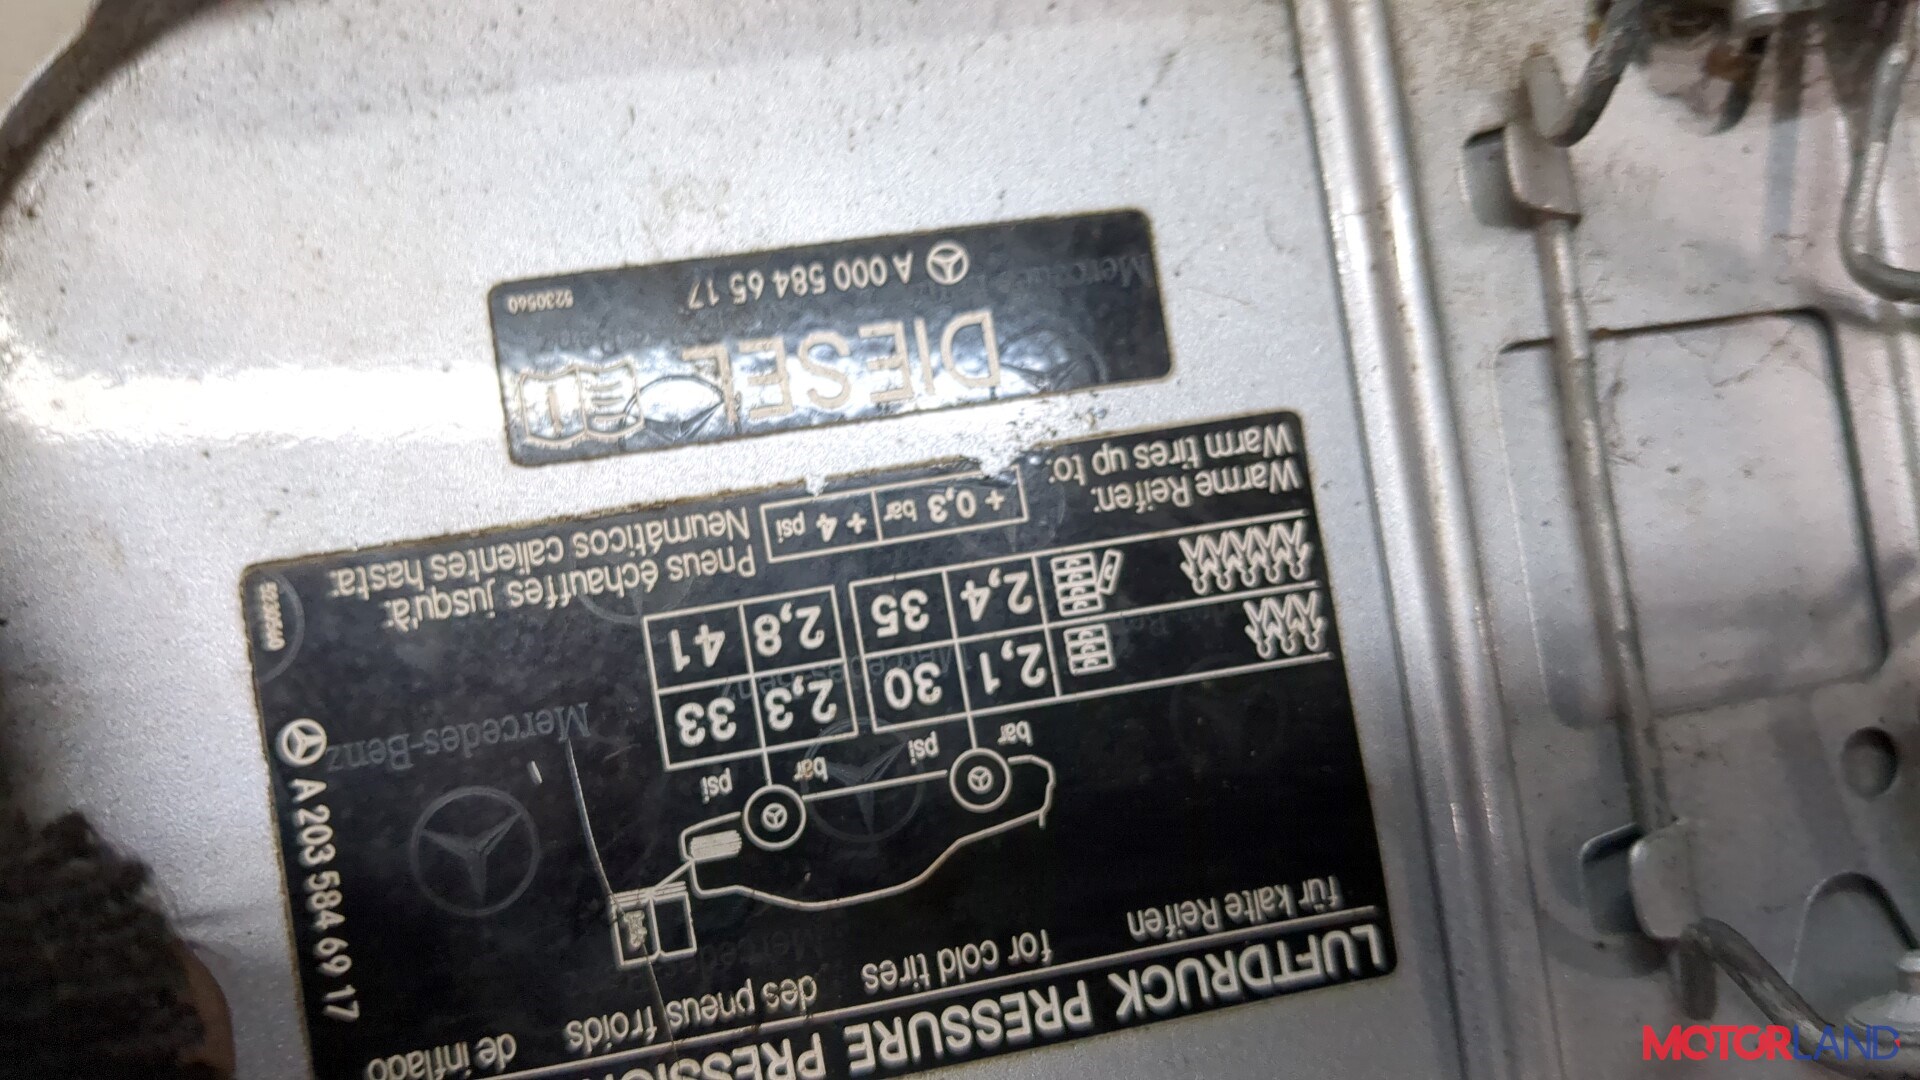 LUFTDRUCK PRESSURE
für kalte Reifen for cold tires des pneus froids de inflado
bar psi bar psi
2,1 30 2,3 33
2,4 35 2,8 41
Warme Reifen:
Warm tires up to:
+ 0,3 bar + 4 psi
Pneus échauffés jusqu'à:
Neumáticos calientes hasta:
A 203 584 69 17
Mercedes-Benz
DIESEL
A 000 584 65 17
MOTORLAND